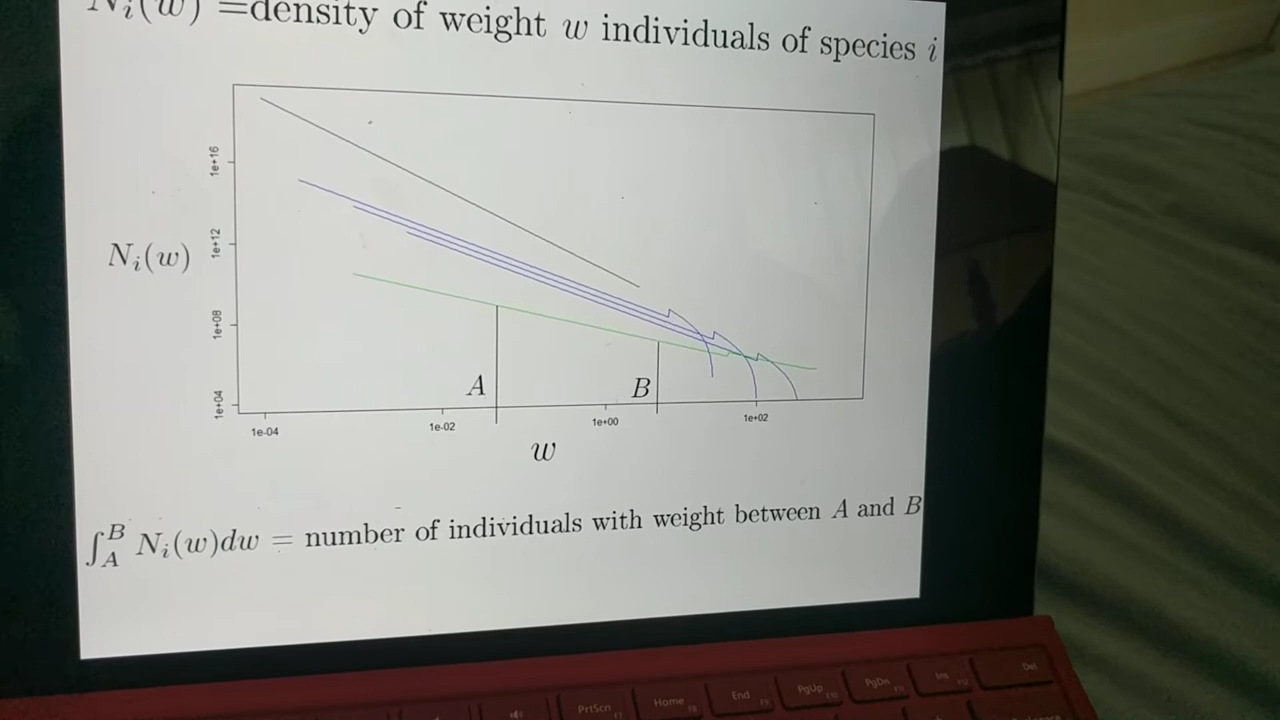 N_i(w) =density of weight w individuals of species i
1e+16
1e+12
N_i(w)
1e+08
1e+04
A
B
1e-04
1e-02
1e+00
1e+02
w
∫_A^B N_i(w)dw = number of individuals with weight between A and B
PrtScn
Home
End
PgUp
PgDn
Ins
Del